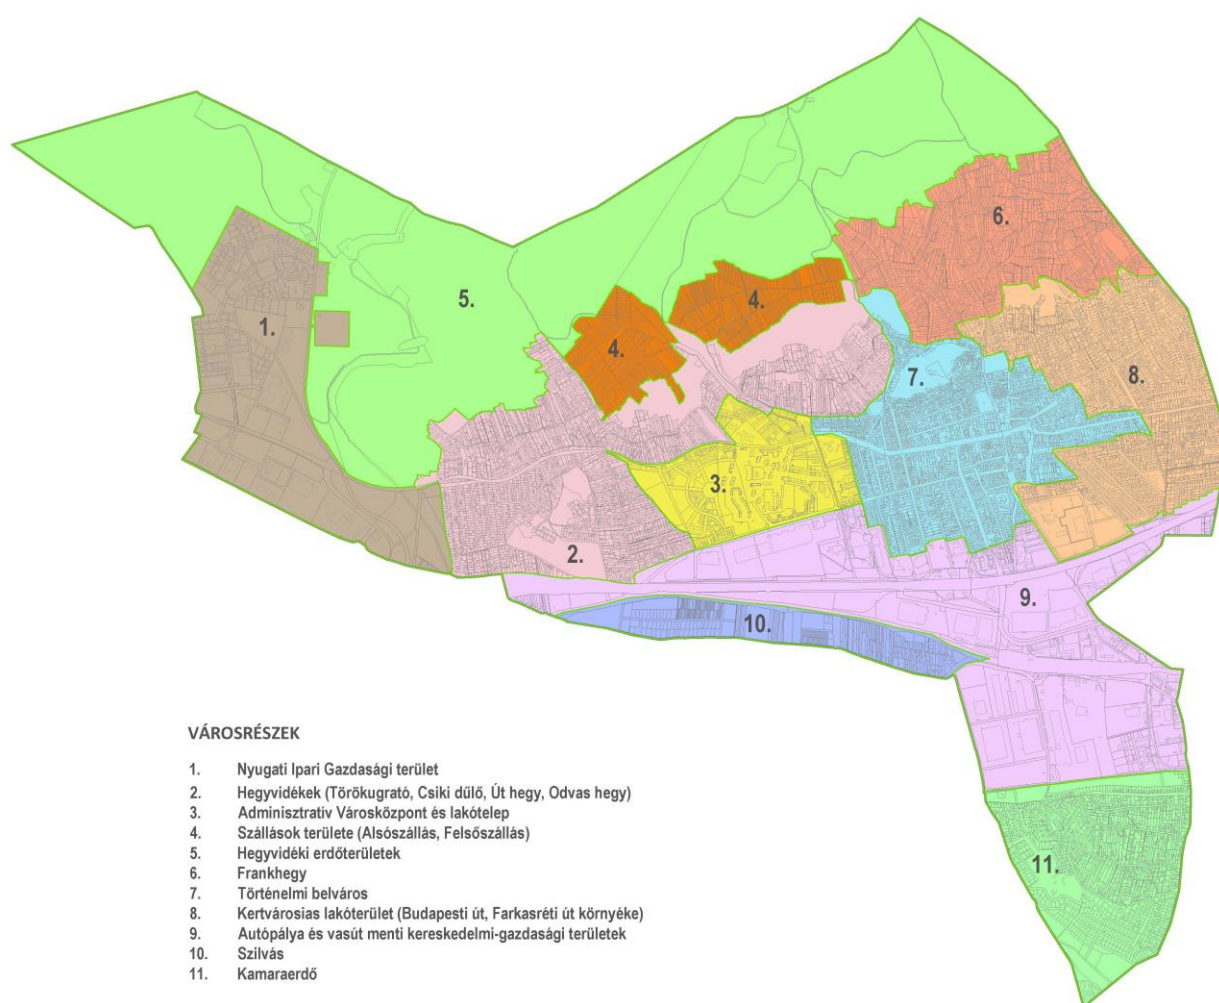 6.
5.
4.
1.
4.
7.
8.
3.
2.
9.
10.
11.
VÁROSRÉSZEK
1. Nyugati Ipari Gazdasági terület
2. Hegyvidékek (Törökugrató, Csiki dűlő, Út hegy, Odvas hegy)
3. Adminisztratív Városközpont és lakótelep
4. Szállások területe (Alsószállás, Felsőszállás)
5. Hegyvidéki erdőterületek
6. Frankhegy
7. Történelmi belváros
8. Kertvárosias lakóterület (Budapesti út, Farkasréti út környéke)
9. Autópálya és vasút menti kereskedelmi-gazdasági területek
10. Szilvás
11. Kamaraerdő